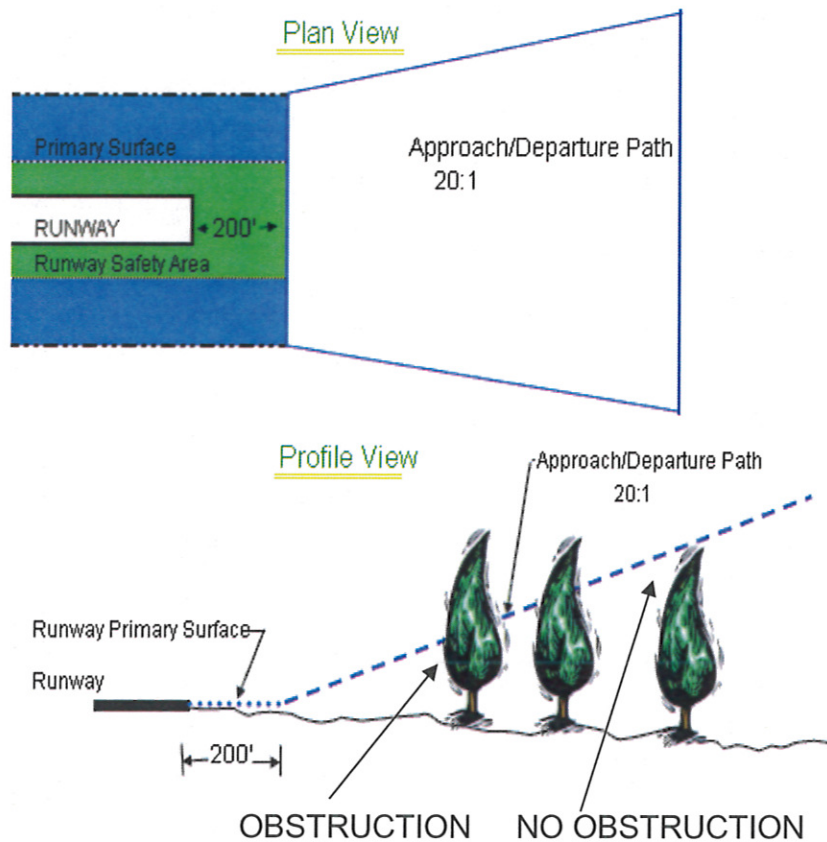 Plan View
Primary Surface
Approach/Departure Path
20:1
RUNWAY
200'
Runway Safety Area
Profile View
Approach/Departure Path
20:1
Runway Primary Surface
Runway
200'
OBSTRUCTION
NO OBSTRUCTION